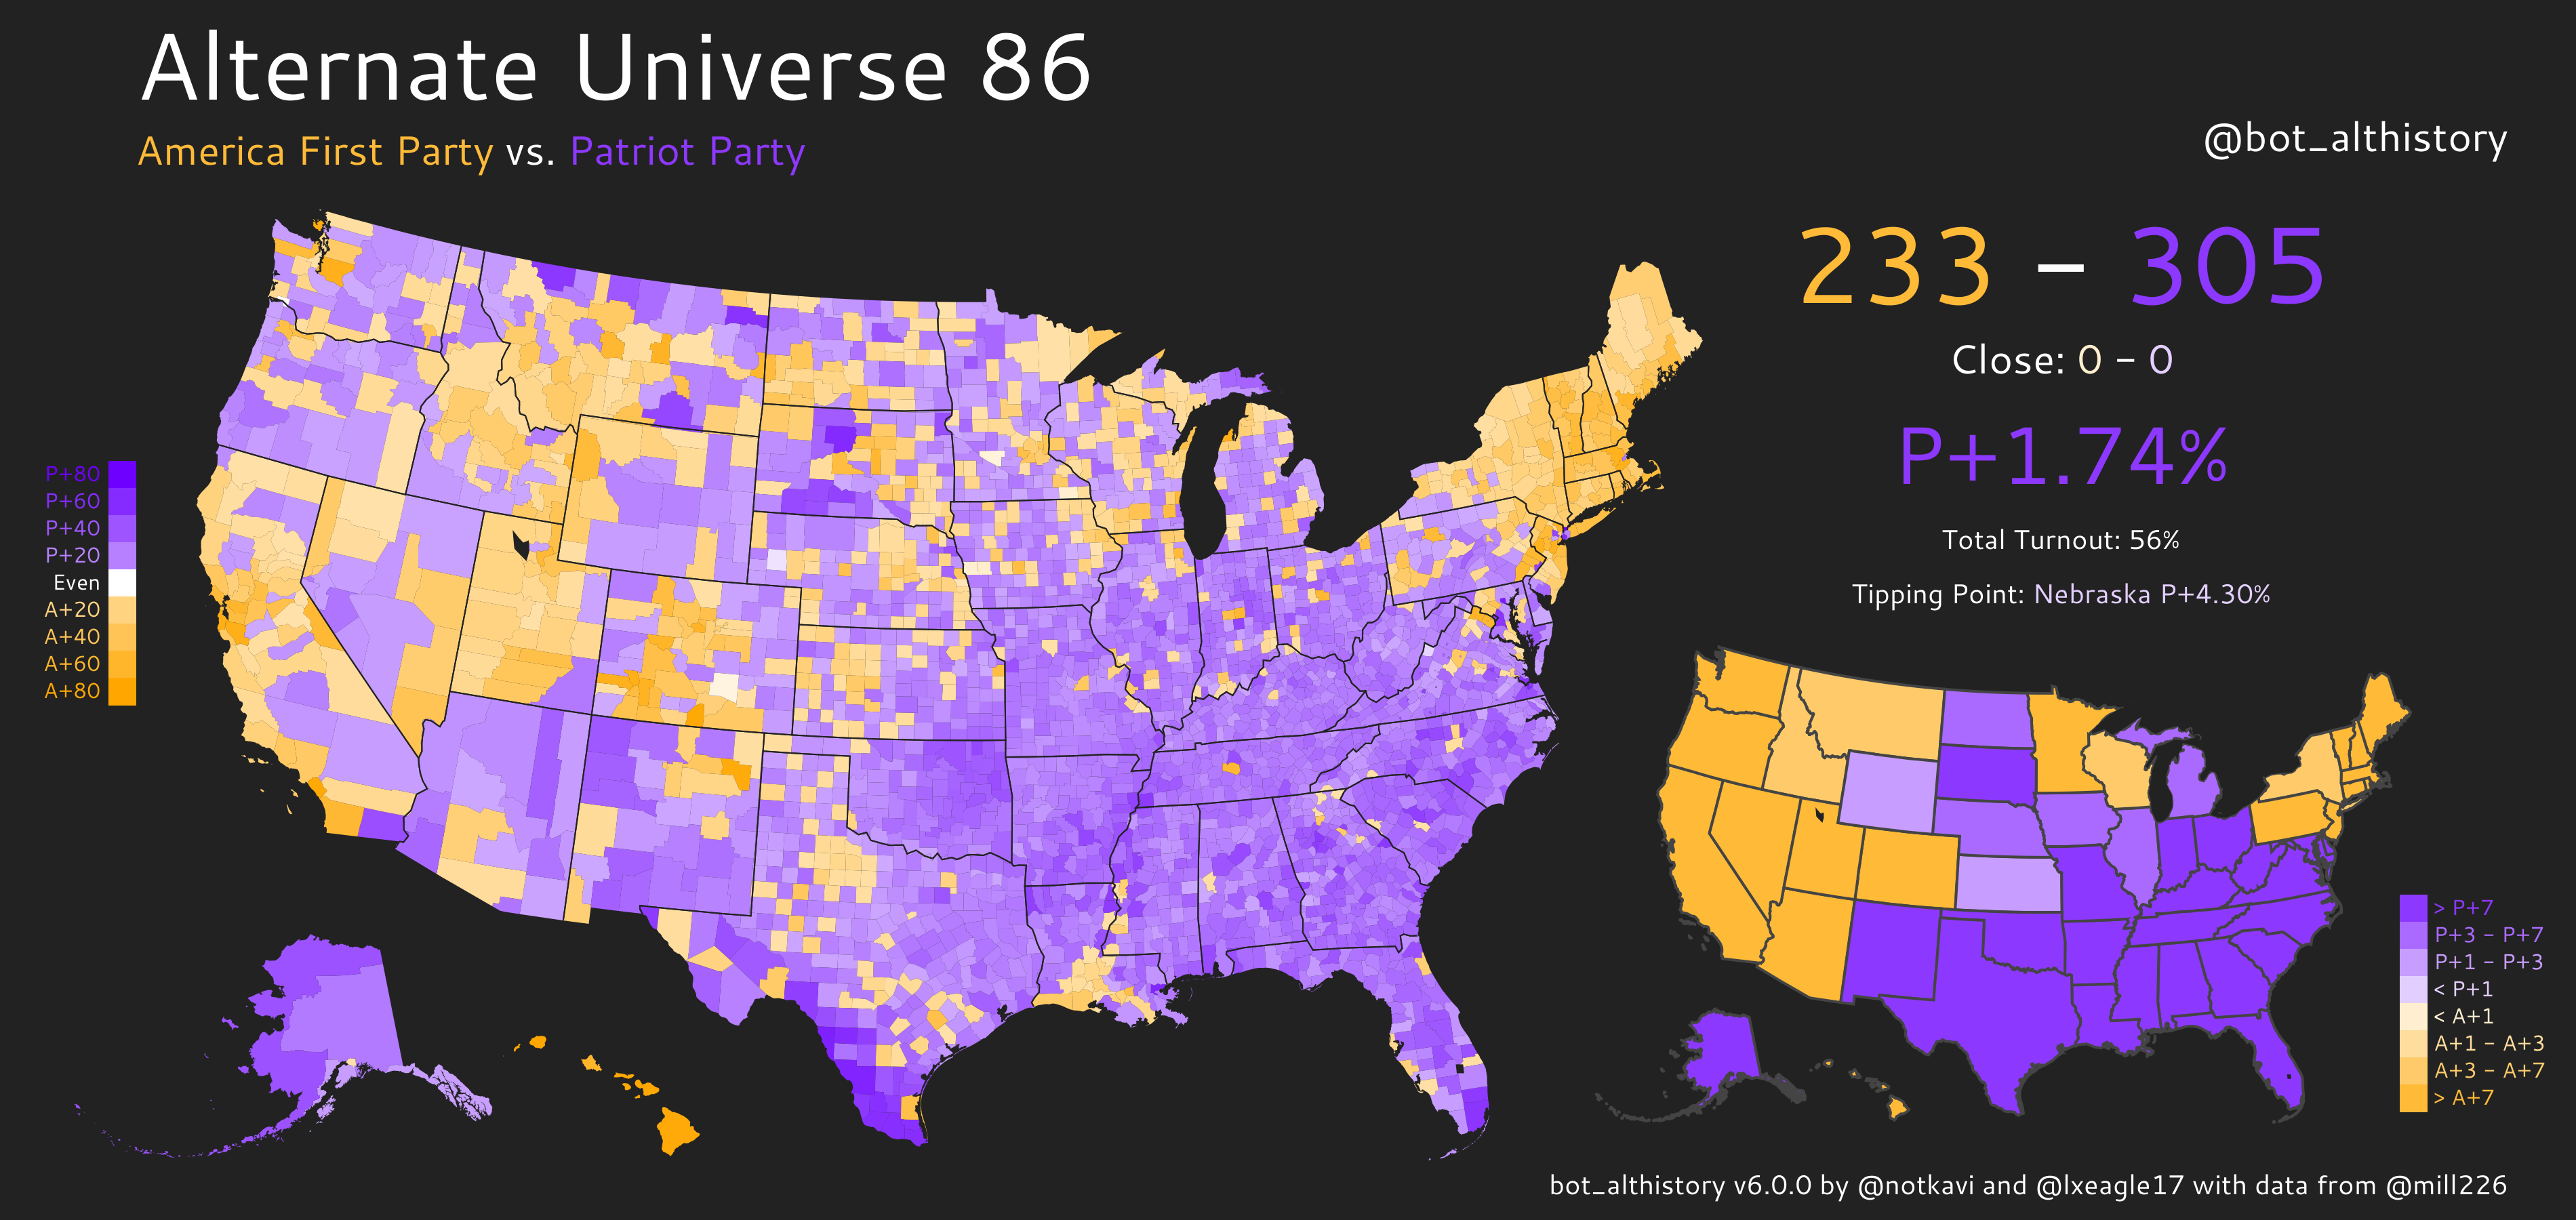 Alternate Universe 86
America First Party vs. Patriot Party
@bot_althistory
233 – 305
Close: 0 – 0
P+1.74%
Total Turnout: 56%
Tipping Point: Nebraska P+4.30%
P+80
P+60
P+40
P+20
Even
A+20
A+40
A+60
A+80
> P+7
P+3 – P+7
P+1 – P+3
< P+1
< A+1
A+1 – A+3
A+3 – A+7
> A+7
bot_althistory v6.0.0 by @notkavi and @lxeagle17 with data from @mill226